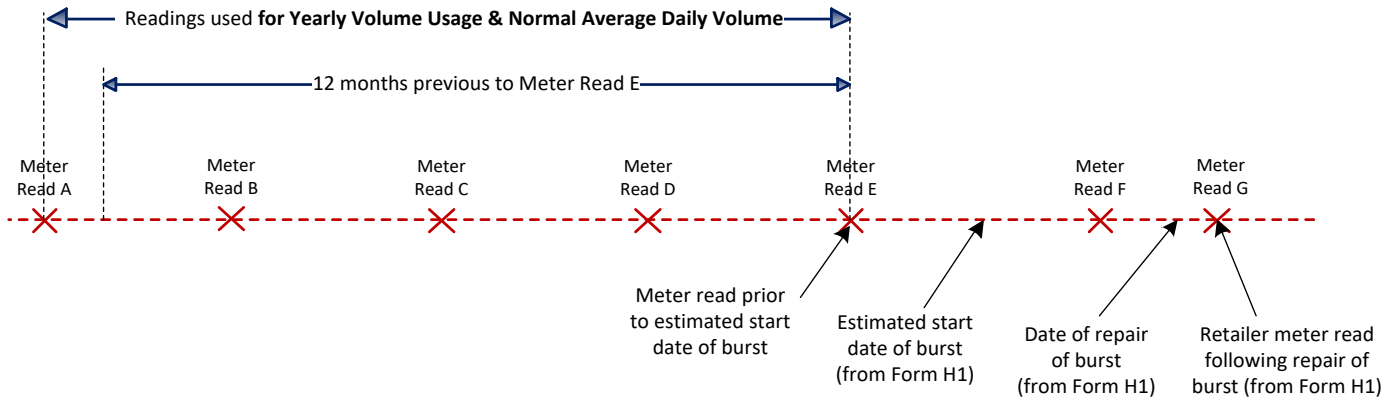 Readings used for Yearly Volume Usage & Normal Average Daily Volume
12 months previous to Meter Read E
Meter
Read A
Meter
Read B
Meter
Read C
Meter
Read D
Meter
Read E
Meter
Read F
Meter
Read G
Meter read prior
to estimated start
date of burst
Estimated start
date of burst
(from Form H1)
Date of repair
of burst
(from Form H1)
Retailer meter read
following repair of
burst (from Form H1)